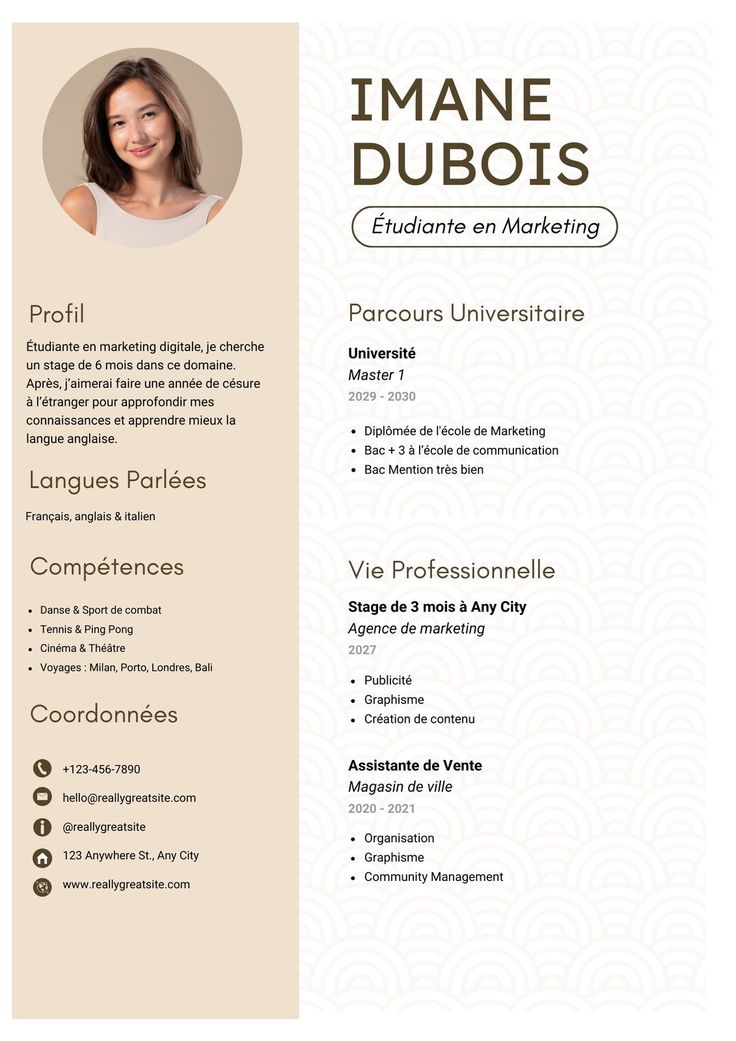 IMANE
DUBOIS
Étudiante en Marketing
Profil
Étudiante en marketing digitale, je cherche
un stage de 6 mois dans ce domaine.
Après, j’aimerai faire une année de césure
à l’étranger pour approfondir mes
connaissances et apprendre mieux la
langue anglaise.
Langues Parlées
Français, anglais & italien
Compétences
Danse & Sport de combat
Tennis & Ping Pong
Cinéma & Théâtre
Voyages : Milan, Porto, Londres, Bali
Coordonnées
+123-456-7890
hello@reallygreatsite.com
@reallygreatsite
123 Anywhere St., Any City
www.reallygreatsite.com
Parcours Universitaire
Université
Master 1
2029 - 2030
Diplômée de l'école de Marketing
Bac + 3 à l’école de communication
Bac Mention très bien
Vie Professionnelle
Stage de 3 mois à Any City
Agence de marketing
2027
Publicité
Graphisme
Création de contenu
Assistante de Vente
Magasin de ville
2020 - 2021
Organisation
Graphisme
Community Management